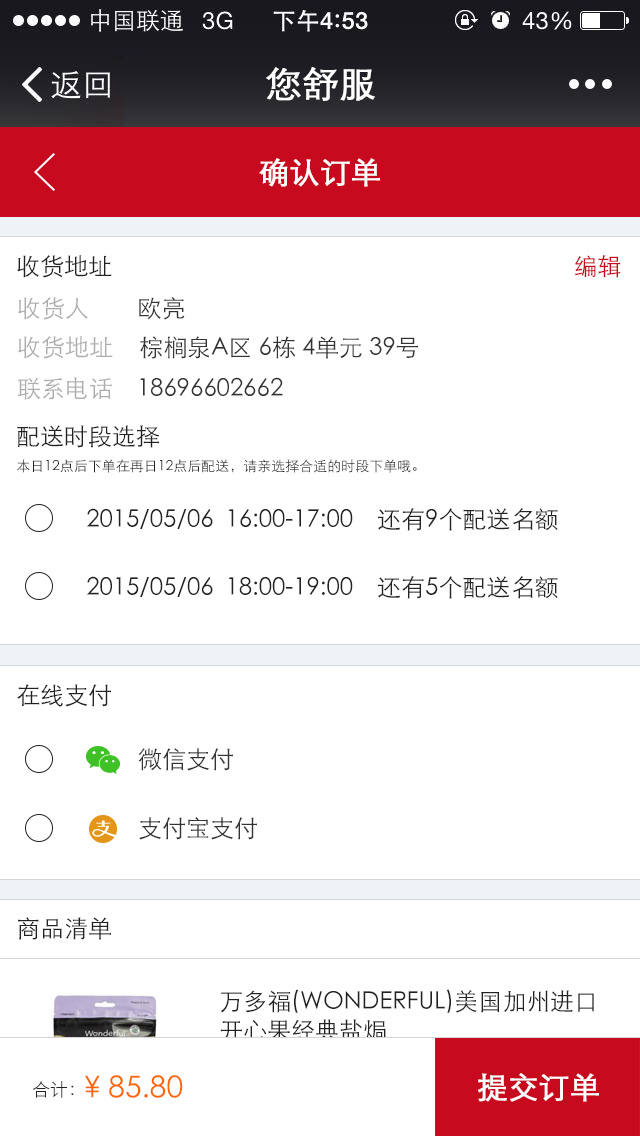 中国联通 3G 下午4:53 43%
返回 您舒服
确认订单
收货地址 编辑
收货人 欧亮
收货地址 棕榈泉A区 6栋 4单元 39号
联系电话 18696602662
配送时段选择
本日12点后下单在再日12点后配送，请亲选择合适的时段下单哦。
2015/05/06 16:00-17:00 还有9个配送名额
2015/05/06 18:00-19:00 还有5个配送名额
在线支付
微信支付
支付宝支付
商品清单
万多福(WONDERFUL)美国加州进口
开心果经典盐焗
Wonderful
合计: ¥ 85.80 提交订单